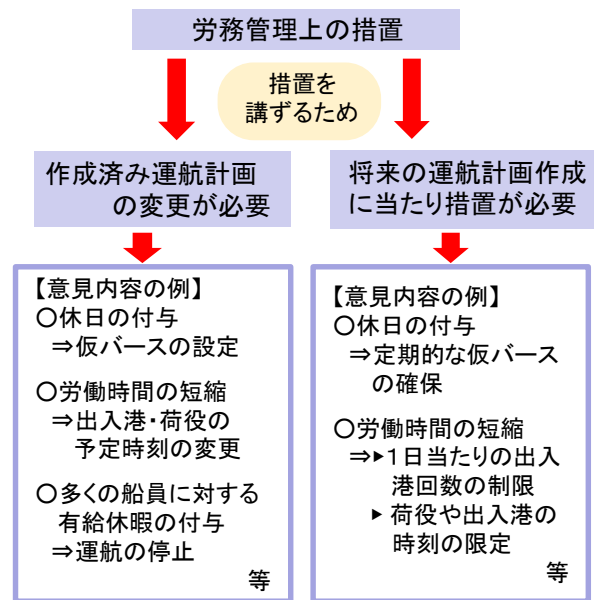 労務管理上の措置
措置を
講ずるため
作成済み運航計画
の変更が必要
将来の運航計画作成
に当たり措置が必要
【意見内容の例】
〇休日の付与
⇒仮バースの設定
〇労働時間の短縮
⇒出入港・荷役の
予定時刻の変更
〇多くの船員に対する
有給休暇の付与
⇒運航の停止
等
【意見内容の例】
〇休日の付与
⇒定期的な仮バース
の確保
〇労働時間の短縮
⇒▶１日当たりの出入
港回数の制限
▶ 荷役や出入港の
時刻の限定
等